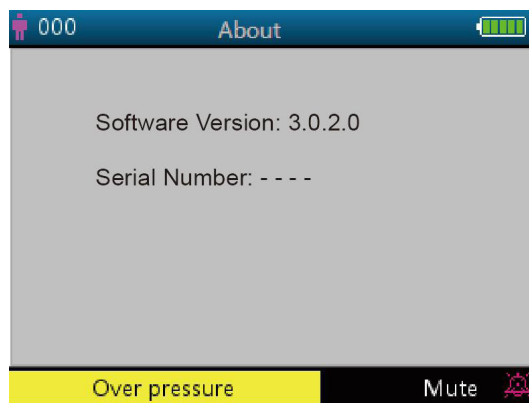 000 About
Software Version: 3.0.2.0
Serial Number: - - - -
Over pressure Mute